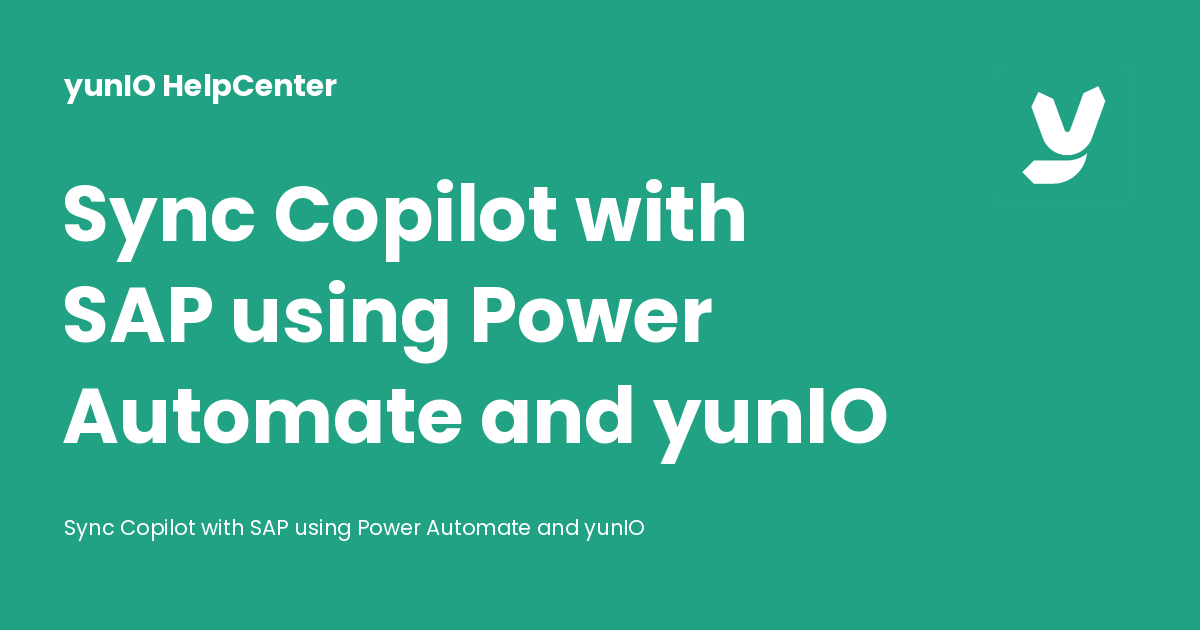 yunIO HelpCenter
Sync Copilot with
SAP using Power
Automate and yunIO
Sync Copilot with SAP using Power Automate and yunIO